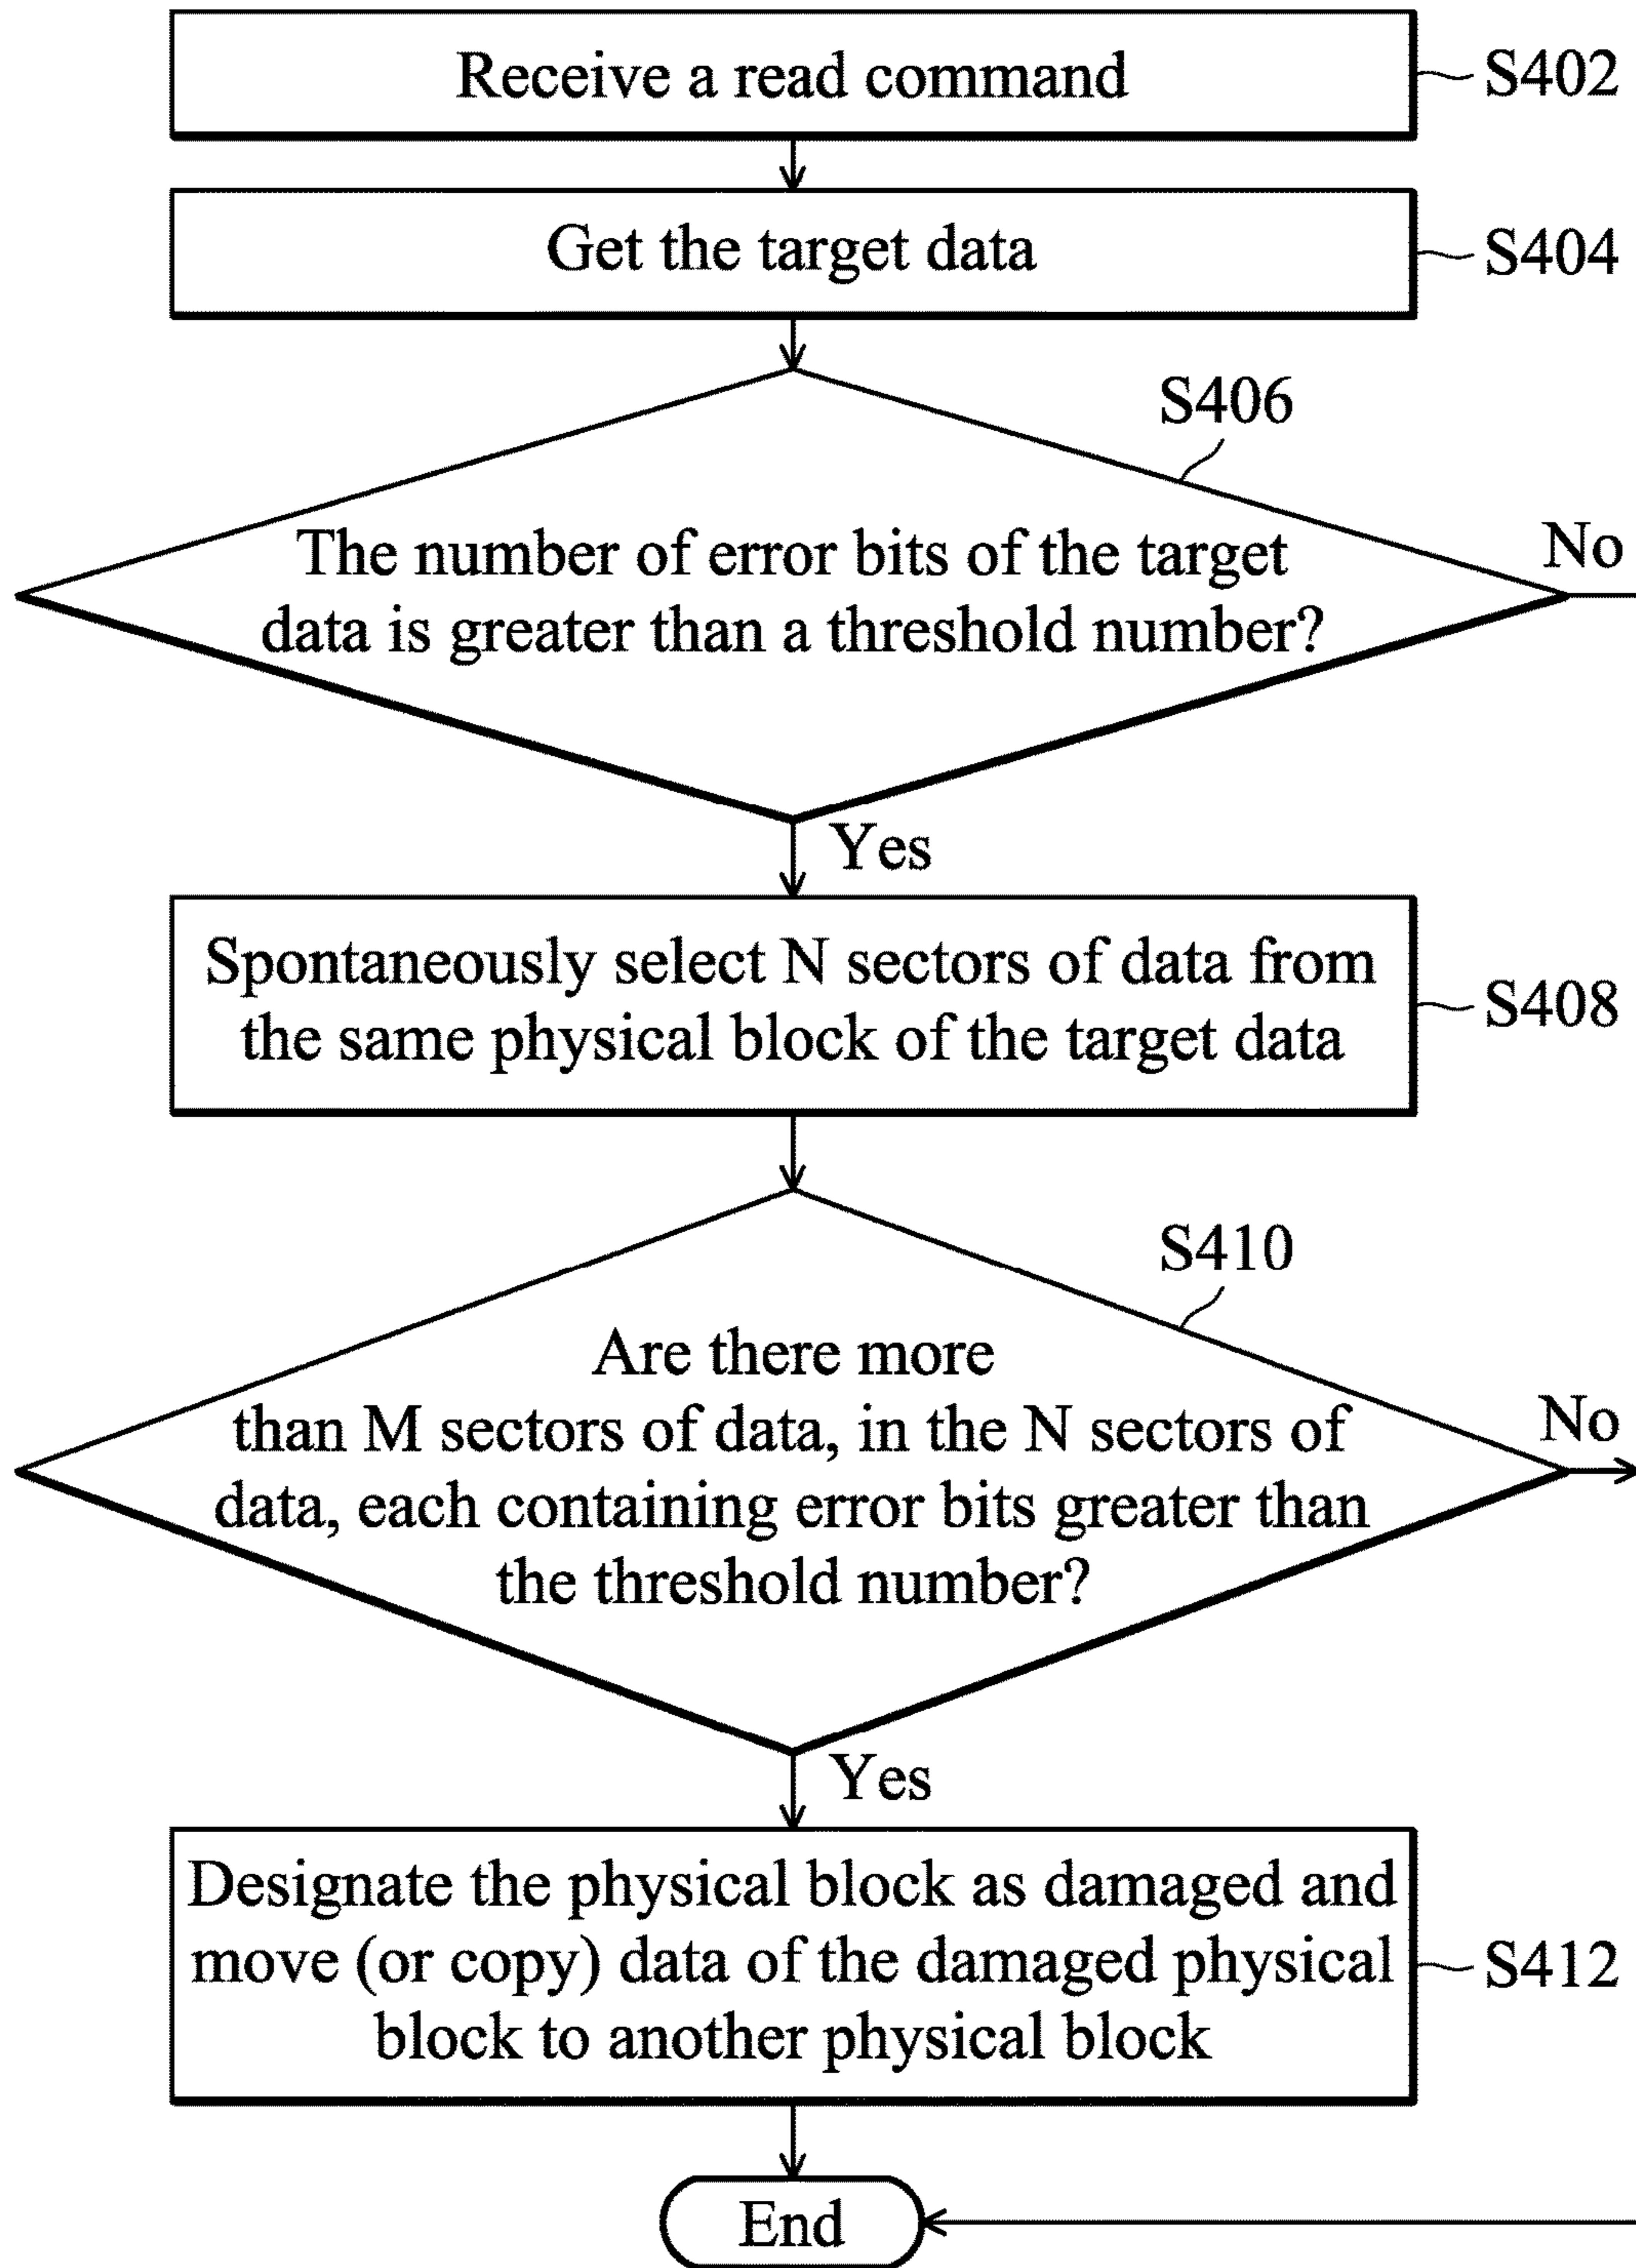 Receive a read command
S402
Get the target data
S404
S406
The number of error bits of the target
data is greater than a threshold number?
No
Yes
Spontaneously select N sectors of data from
the same physical block of the target data
S408
S410
Are there more
than M sectors of data, in the N sectors of
data, each containing error bits greater than
the threshold number?
No
Yes
Designate the physical block as damaged and
move (or copy) data of the damaged physical
block to another physical block
S412
End